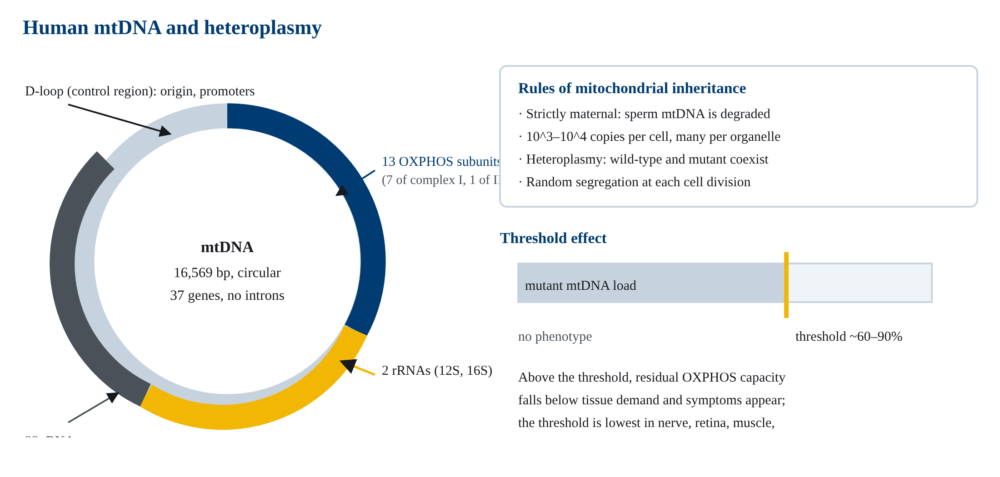 Human mtDNA and heteroplasmy
D-loop (control region): origin, promoters
13 OXPHOS subunits
(7 of complex I, 1 of
mtDNA
16,569 bp, circular
37 genes, no introns
2 rRNAs (12S, 16S)
Rules of mitochondrial inheritance
· Strictly maternal: sperm mtDNA is degraded
· 10^3–10^4 copies per cell, many per organelle
· Heteroplasmy: wild-type and mutant coexist
· Random segregation at each cell division
Threshold effect
mutant mtDNA load
no phenotype
threshold ~60–90%
Above the threshold, residual OXPHOS capacity
falls below tissue demand and symptoms appear;
the threshold is lowest in nerve, retina, muscle,